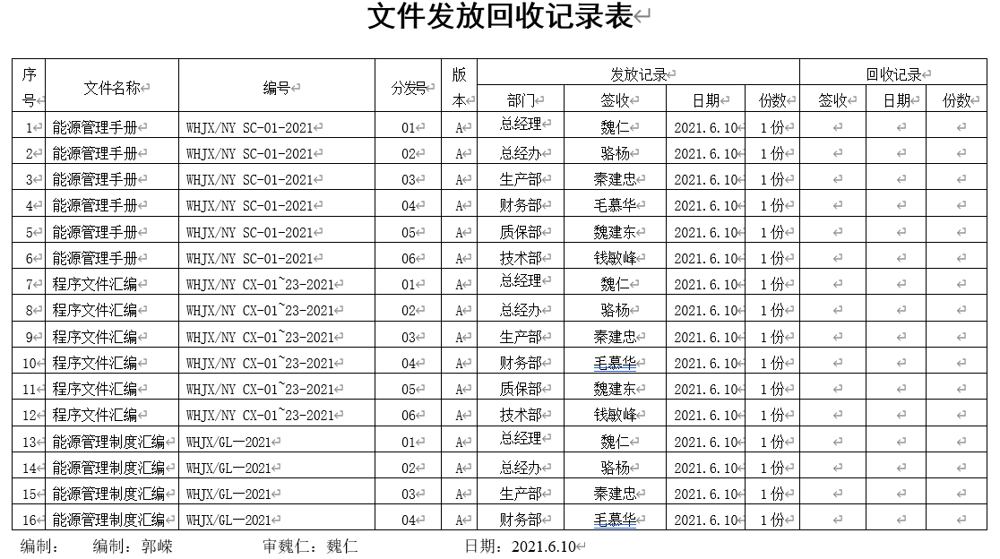 文件发放回收记录表
序号 文件名称 编号 分发号 版本 发放记录 回收记录
部门 签收 日期 份数 签收 日期 份数
1 能源管理手册 WHJX/NY SC-01-2021 01 A 总经理 魏仁 2021.6.10 1份
2 能源管理手册 WHJX/NY SC-01-2021 02 A 总经办 骆杨 2021.6.10 1份
3 能源管理手册 WHJX/NY SC-01-2021 03 A 生产部 秦建忠 2021.6.10 1份
4 能源管理手册 WHJX/NY SC-01-2021 04 A 财务部 毛慕华 2021.6.10 1份
5 能源管理手册 WHJX/NY SC-01-2021 05 A 质保部 魏建东 2021.6.10 1份
6 能源管理手册 WHJX/NY SC-01-2021 06 A 技术部 钱敏峰 2021.6.10 1份
7 程序文件汇编 WHJX/NY CX-01~23-2021 01 A 总经理 魏仁 2021.6.10 1份
8 程序文件汇编 WHJX/NY CX-01~23-2021 02 A 总经办 骆杨 2021.6.10 1份
9 程序文件汇编 WHJX/NY CX-01~23-2021 03 A 生产部 秦建忠 2021.6.10 1份
10 程序文件汇编 WHJX/NY CX-01~23-2021 04 A 财务部 毛慕华 2021.6.10 1份
11 程序文件汇编 WHJX/NY CX-01~23-2021 05 A 质保部 魏建东 2021.6.10 1份
12 程序文件汇编 WHJX/NY CX-01~23-2021 06 A 技术部 钱敏峰 2021.6.10 1份
13 能源管理制度汇编 WHJX/GL—2021 01 A 总经理 魏仁 2021.6.10 1份
14 能源管理制度汇编 WHJX/GL—2021 02 A 总经办 骆杨 2021.6.10 1份
15 能源管理制度汇编 WHJX/GL—2021 03 A 生产部 秦建忠 2021.6.10 1份
16 能源管理制度汇编 WHJX/GL—2021 04 A 财务部 毛慕华 2021.6.10 1份
编制： 编制：郭嵘 审魏仁：魏仁 日期：2021.6.10